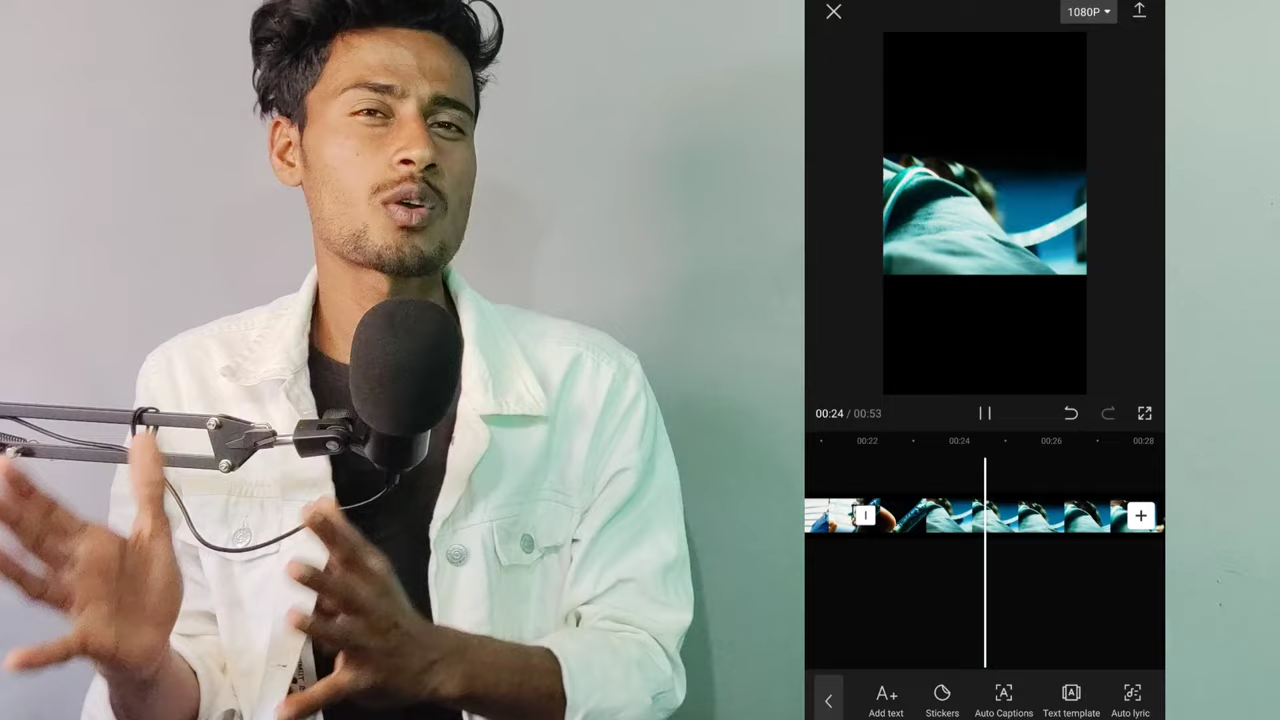 1080P
00:24 / 00:53
00:22 00:24 00:26 00:28
Add text Stickers Auto Captions Text template Auto lyric